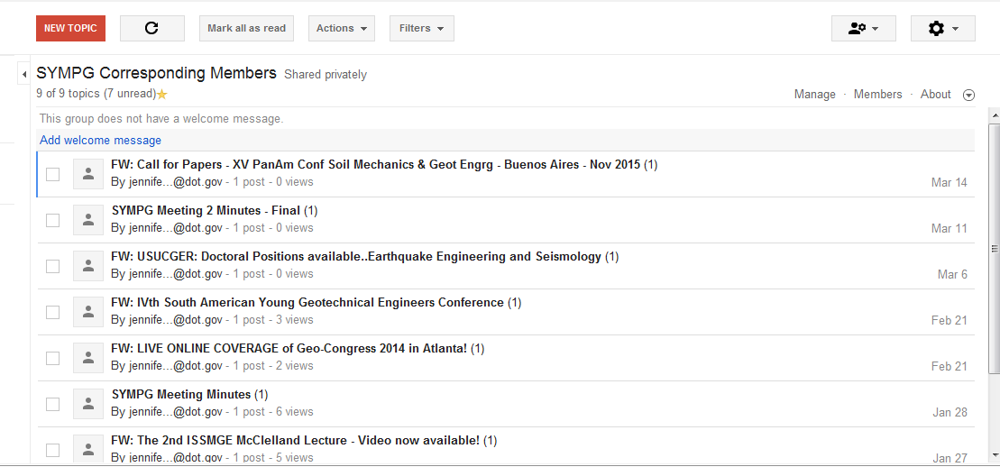 NEW TOPIC Mark all as read Actions Filters
SYMPG Corresponding Members Shared privately
9 of 9 topics (7 unread)
Manage · Members · About
This group does not have a welcome message.
Add welcome message
FW: Call for Papers - XV PanAm Conf Soil Mechanics & Geot Engrg - Buenos Aires - Nov 2015 (1)
By jennife...@dot.gov - 1 post - 0 views Mar 14
SYMPG Meeting 2 Minutes - Final (1)
By jennife...@dot.gov - 1 post - 0 views Mar 11
FW: USUCGER: Doctoral Positions available..Earthquake Engineering and Seismology (1)
By jennife...@dot.gov - 1 post - 0 views Mar 6
FW: IVth South American Young Geotechnical Engineers Conference (1)
By jennife...@dot.gov - 1 post - 3 views Feb 21
FW: LIVE ONLINE COVERAGE of Geo-Congress 2014 in Atlanta! (1)
By jennife...@dot.gov - 1 post - 2 views Feb 21
SYMPG Meeting Minutes (1)
By jennife...@dot.gov - 1 post - 6 views Jan 28
FW: The 2nd ISSMGE McClelland Lecture - Video now available! (1)
By jennife...@dot.gov - 1 post - 5 views Jan 27